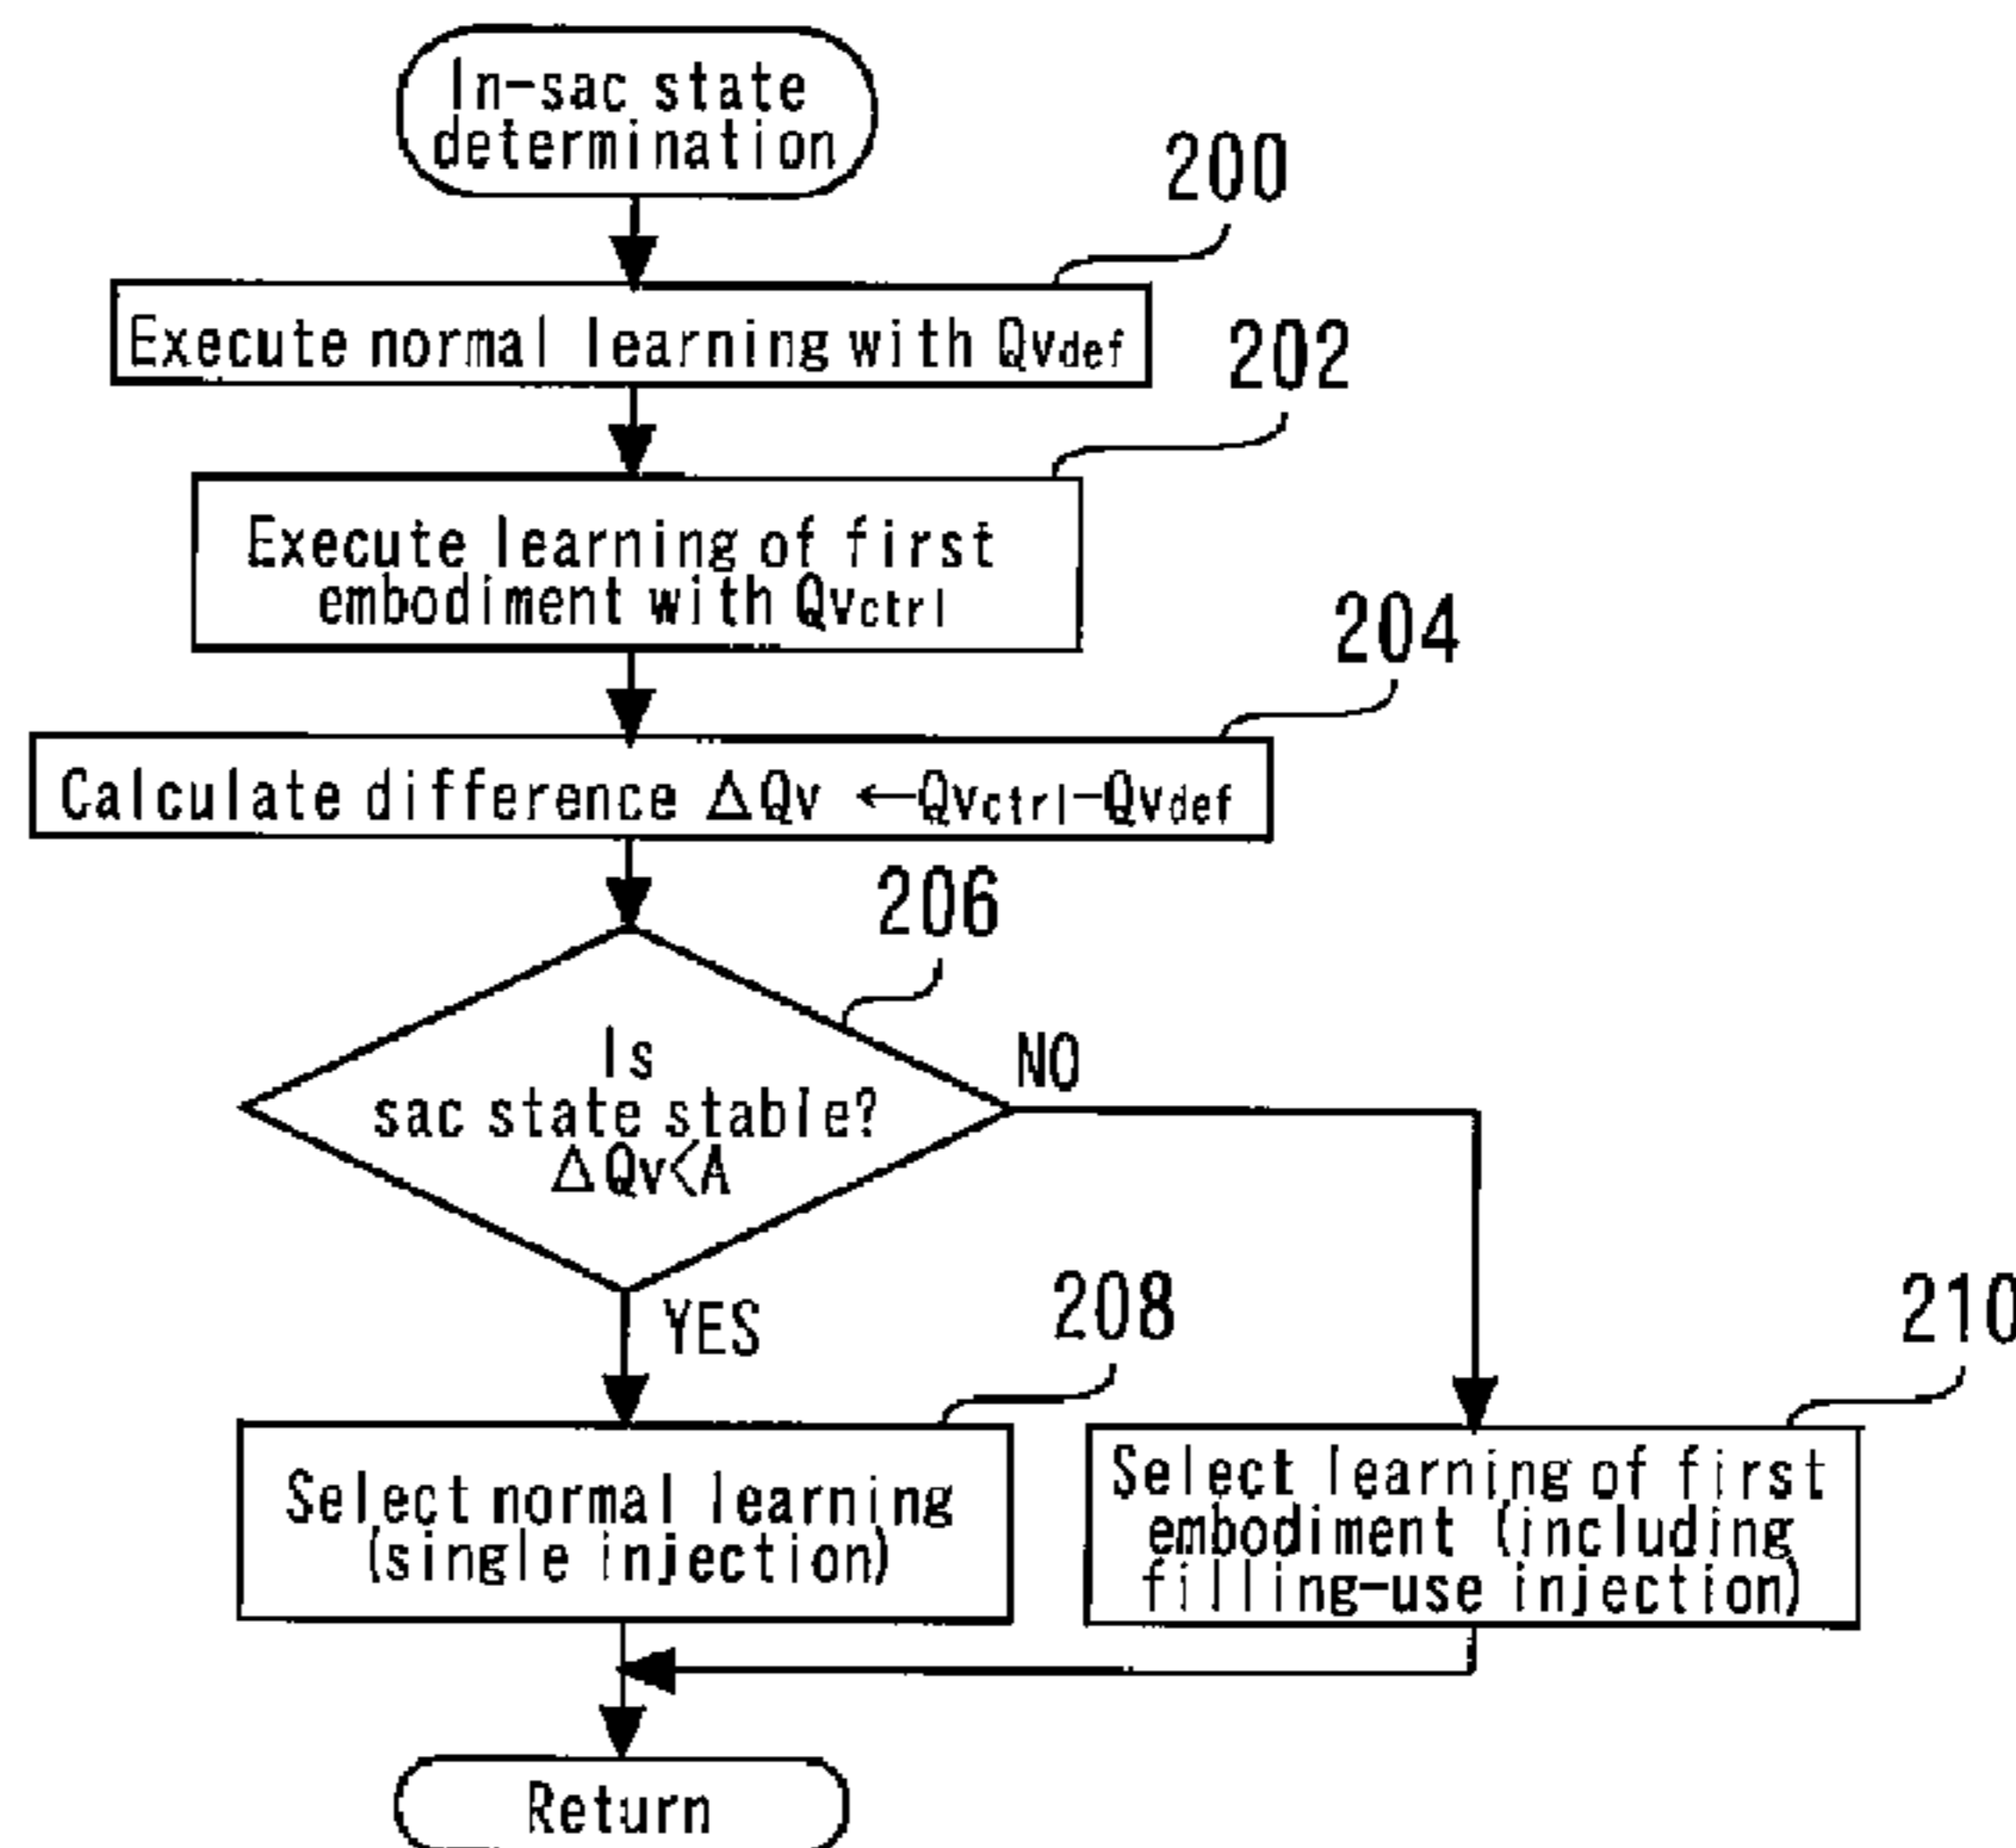 In-sac state
determination
200
Execute normal learning with Qvdef
202
Execute learning of first
embodiment with Qvctrl
204
Calculate difference △Qv ←Qvctrl−Qvdef
206
Is
sac state stable?
△Qv<A
NO
YES
208
210
Select normal learning
(single injection)
Select learning of first
embodiment (including
filling-use injection)
Return